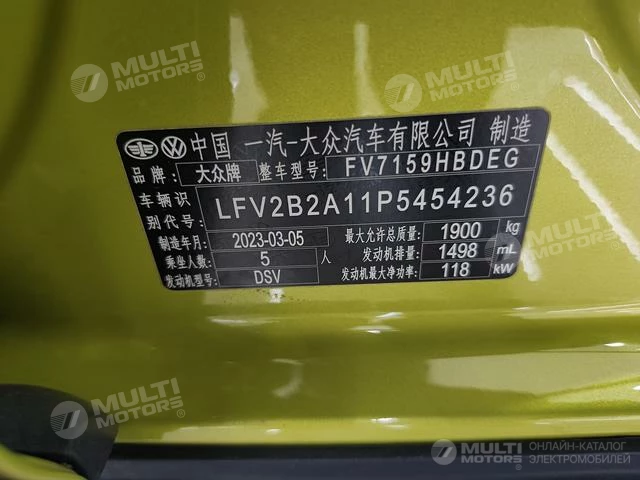 MULTI
MOTORS
MULTI
MOTORS
中国 一汽-大众汽车有限公司 制造
品牌: 大众牌 整车型号: FV7159HBDEG
车辆识别代号: LFV2B2A11P5454236
制造年月: 2023-03-05 最大允许总质量: 1900 kg
乘坐人数: 5 人 发动机排量: 1498 mL
发动机型号: DSV 发动机最大净功率: 118 kW
MULTI
MOTORS
MULTI
MOTORS
ОНЛАЙН-КАТАЛОГ
ЭЛЕКТРОМОБИЛЕЙ